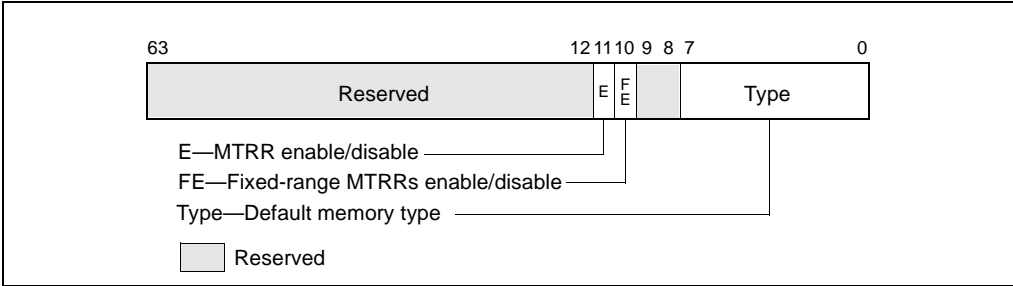 63 12 11 10 9 8 7 0
Reserved E F E Type
E—MTRR enable/disable
FE—Fixed-range MTRRs enable/disable
Type—Default memory type
Reserved